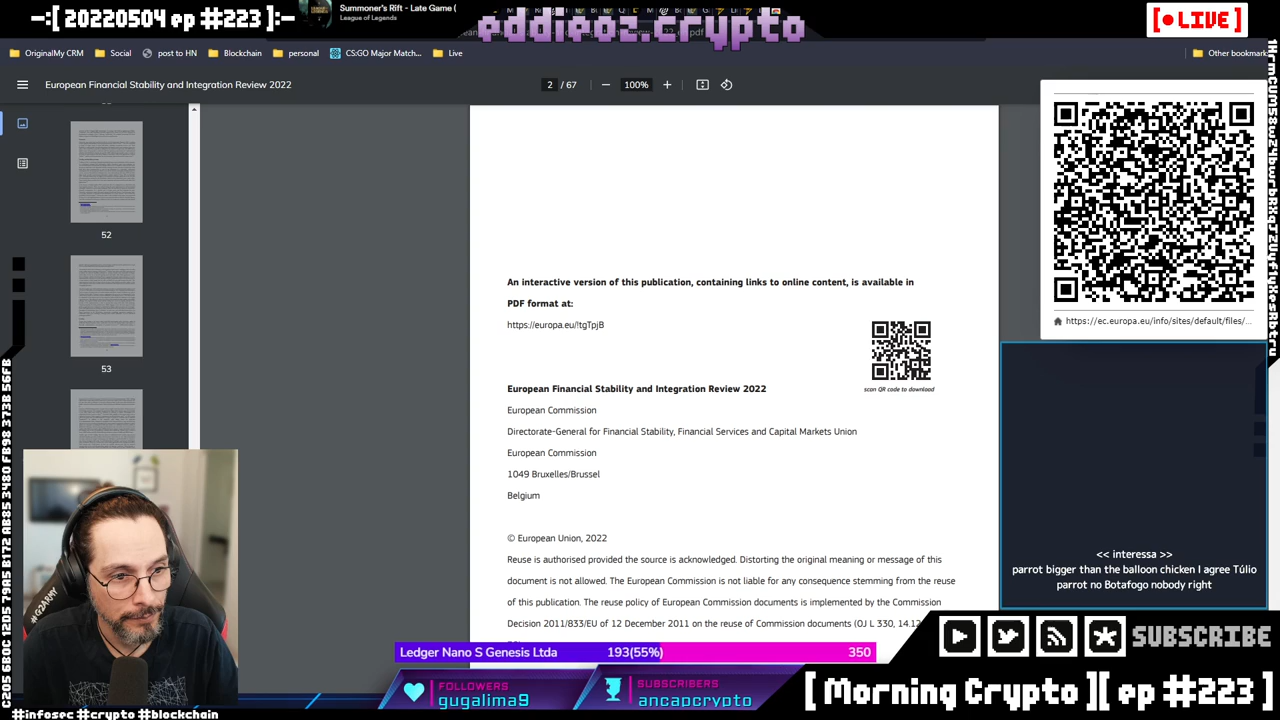 -:[ 20220504 ep #223 ]:-
Summoner's Rift - Late Game (
League of Legends
eddieoz.crypto
[ LIVE ]
OriginalMy CRM
Social
post to HN
Blockchain
personal
CS:GO Major Match...
Live
Other bookmark
European Financial Stability and Integration Review 2022
2 / 67
100%
52
53
An interactive version of this publication, containing links to online content, is available in
PDF format at:
https://europa.eu/!tgTpjB
scan QR code to download
European Financial Stability and Integration Review 2022
European Commission
Directorate-General for Financial Stability, Financial Services and Capital Markets Union
European Commission
1049 Bruxelles/Brussel
Belgium
© European Union, 2022
Reuse is authorised provided the source is acknowledged. Distorting the original meaning or message of this
document is not allowed. The European Commission is not liable for any consequence stemming from the reuse
of this publication. The reuse policy of European Commission documents is implemented by the Commission
Decision 2011/833/EU of 12 December 2011 on the reuse of Commission documents (OJ L 330, 14.12
https://ec.europa.eu/info/sites/default/files/...
<< interessa >>
parrot bigger than the balloon chicken I agree Túlio
parrot no Botafogo nobody right
Ledger Nano S Genesis Ltda
193(55%)
350
FOLLOWERS
gugalima9
SUBSCRIBERS
ancapcrypto
SUBSCRIBE
[ Morning Crypto ][ ep #223 ]
infosec #crypto #blockchain